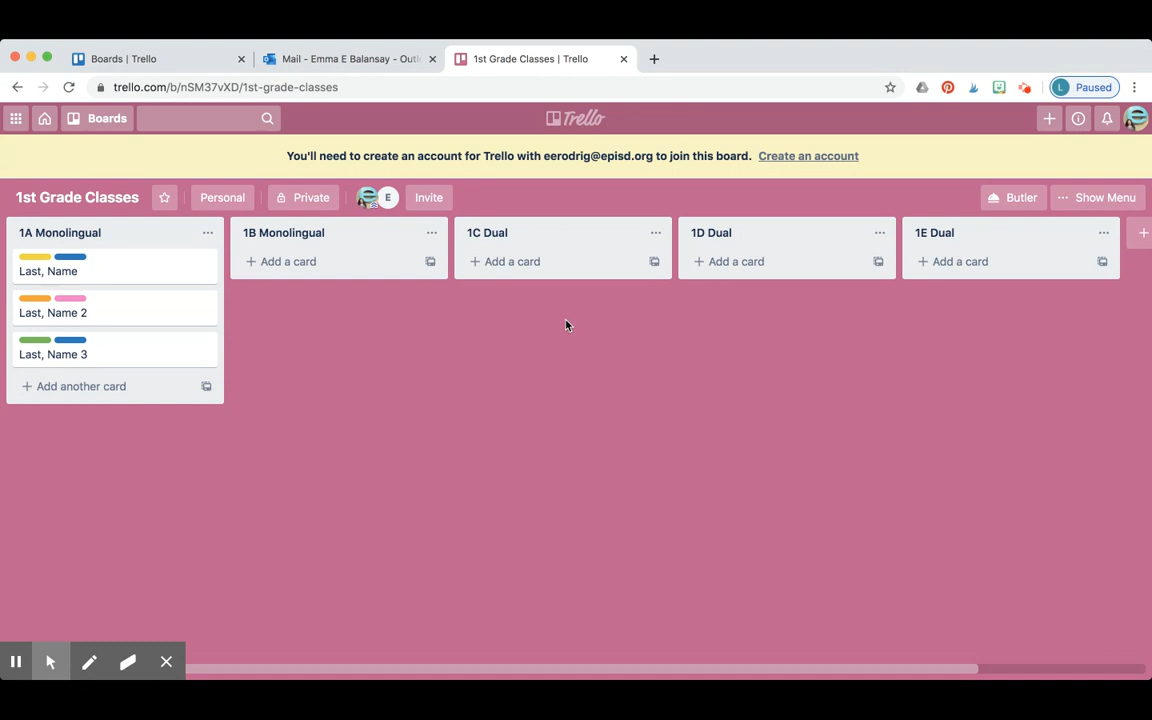 Boards | Trello
Mail - Emma E Balansay - Outl
1st Grade Classes | Trello
trello.com/b/nSM37vXD/1st-grade-classes
L Paused
Boards
Trello
You'll need to create an account for Trello with eerodrig@episd.org to join this board. Create an account
1st Grade Classes
Personal
Private
E
Invite
Butler
Show Menu
1A Monolingual
Last, Name
Last, Name 2
Last, Name 3
+ Add another card
1B Monolingual
+ Add a card
1C Dual
+ Add a card
1D Dual
+ Add a card
1E Dual
+ Add a card